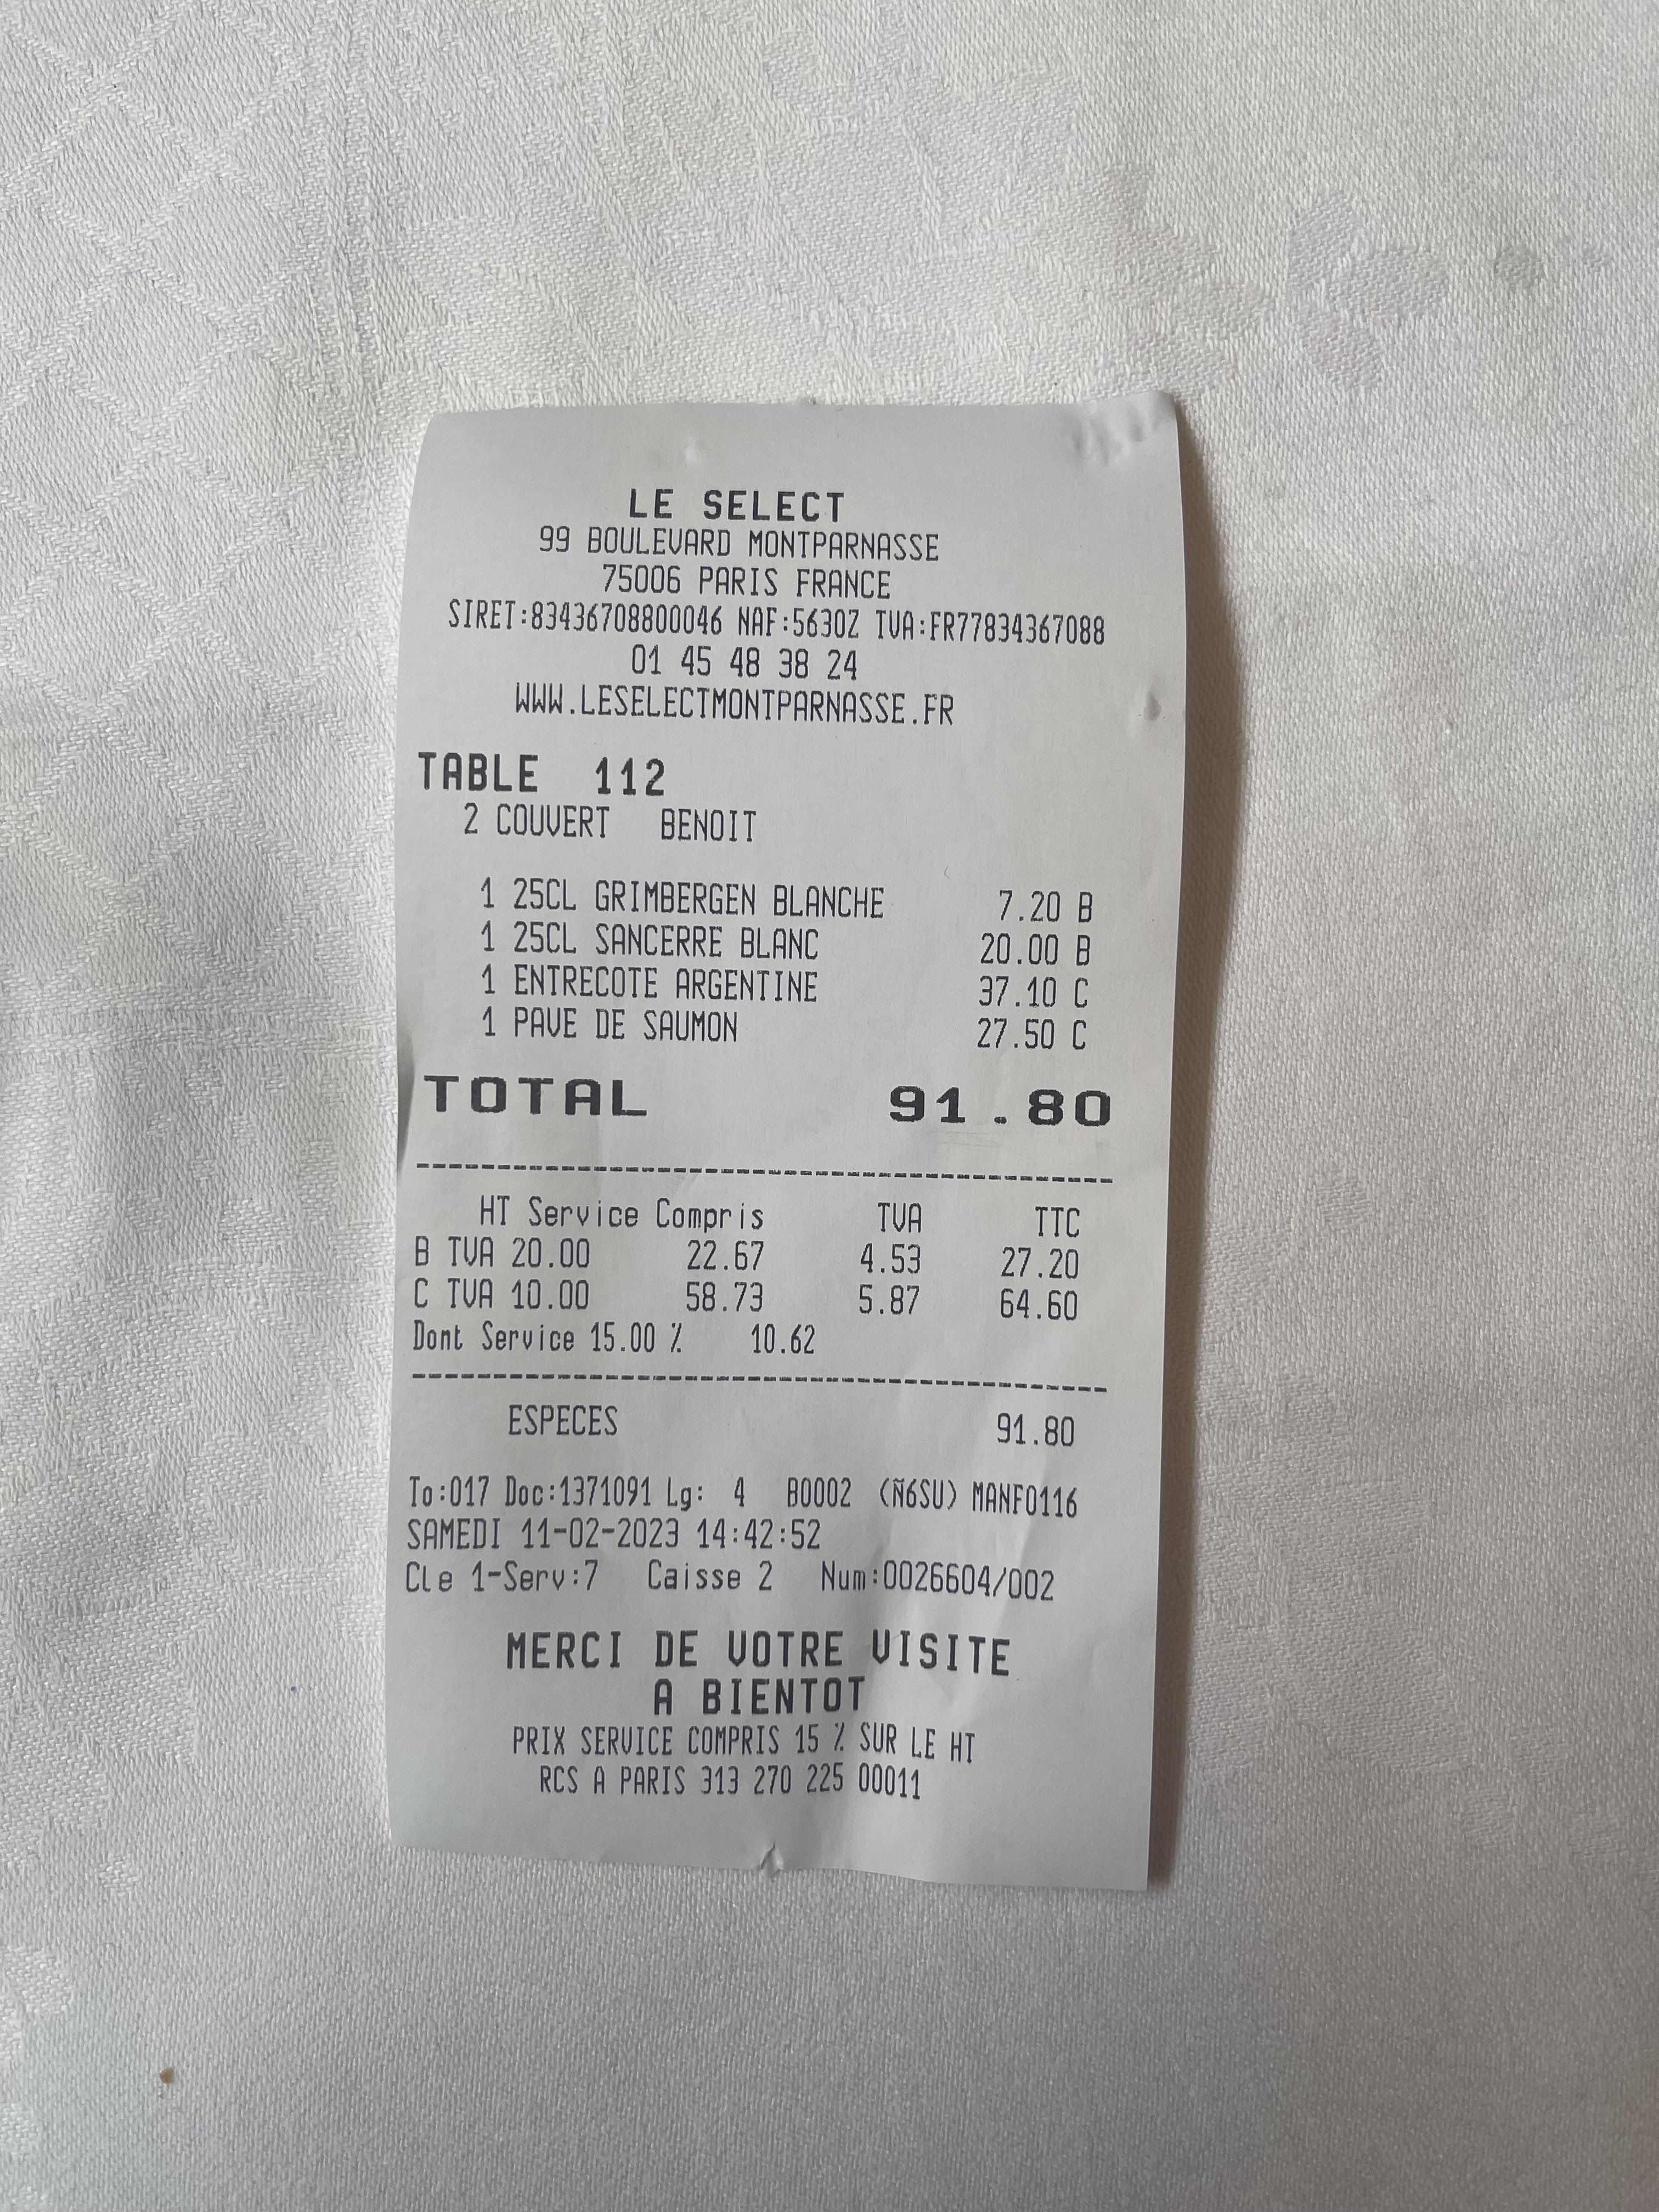 LE SELECT
99 BOULEVARD MONTPARNASSE
75006 PARIS FRANCE
SIRET:83436708800046 NAF:5630Z TVA:FR77834367088
01 45 48 38 24
WWW.LESELECTMONTPARNASSE.FR
TABLE 112
2 COUVERT BENOIT
1 25CL GRIMBERGEN BLANCHE 7.20 B
1 25CL SANCERRE BLANC 20.00 B
1 ENTRECOTE ARGENTINE 37.10 C
1 PAVE DE SAUMON 27.50 C
TOTAL 91.80
HT Service Compris TVA TTC
B TVA 20.00 22.67 4.53 27.20
C TVA 10.00 58.73 5.87 64.60
Dont Service 15.00 % 10.62
ESPECES 91.80
To:017 Doc:1371091 Lg: 4 B0002 (Ñ6SU) MANF0116
SAMEDI 11-02-2023 14:42:52
Cle 1-Serv:7 Caisse 2 Num:0026604/002
MERCI DE VOTRE VISITE
A BIENTOT
PRIX SERVICE COMPRIS 15 % SUR LE HT
RCS A PARIS 313 270 225 00011